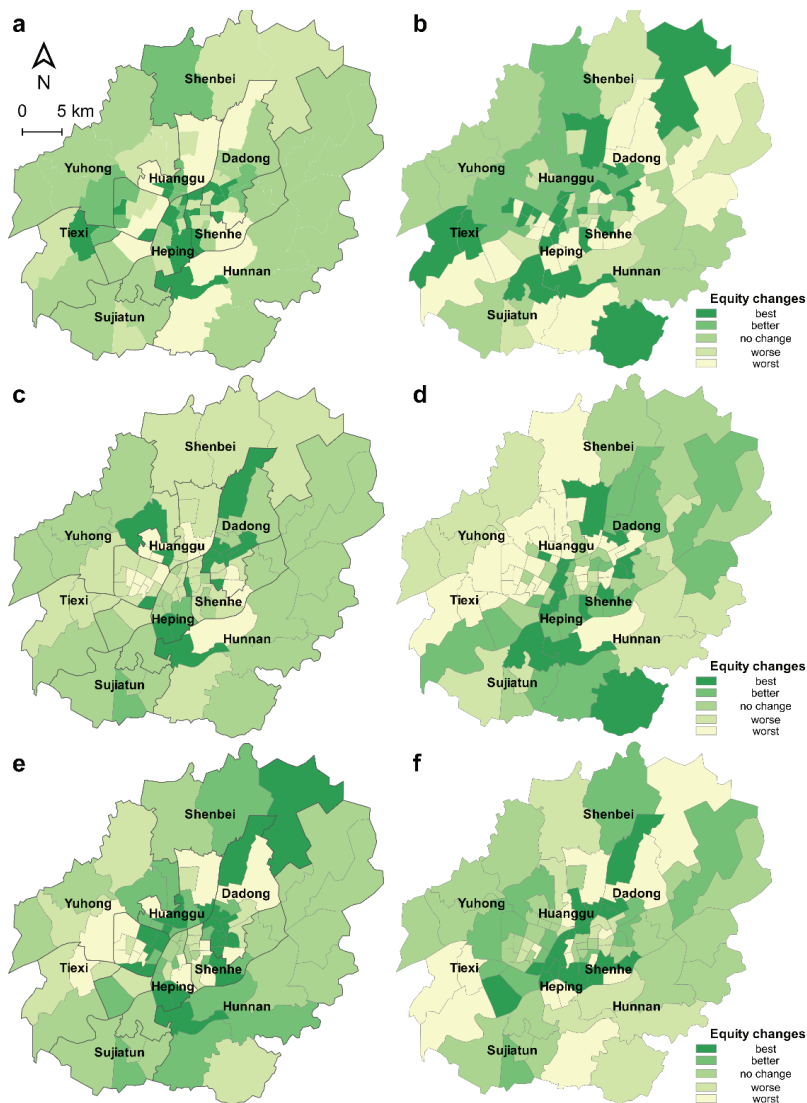 a
N
0 5 km
Shenbei
Yuhong
Huanggu
Dadong
Tiexi
Shenhe
Heping
Hunnan
Sujiatun
b
Shenbei
Yuhong
Huanggu
Dadong
Tiexi
Shenhe
Heping
Hunnan
Sujiatun
Equity changes
best
better
no change
worse
worst
c
Shenbei
Yuhong
Huanggu
Dadong
Tiexi
Shenhe
Heping
Hunnan
Sujiatun
d
Shenbei
Yuhong
Huanggu
Dadong
Tiexi
Shenhe
Heping
Hunnan
Sujiatun
Equity changes
best
better
no change
worse
worst
e
Shenbei
Yuhong
Huanggu
Dadong
Tiexi
Shenhe
Heping
Hunnan
Sujiatun
f
Shenbei
Yuhong
Huanggu
Dadong
Tiexi
Shenhe
Heping
Hunnan
Sujiatun
Equity changes
best
better
no change
worse
worst